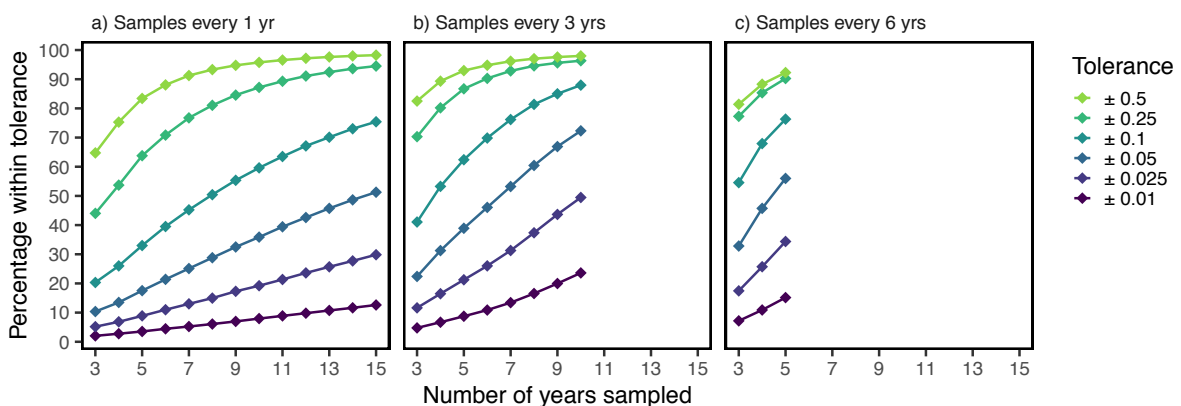 a) Samples every 1 yr
b) Samples every 3 yrs
c) Samples every 6 yrs
Percentage within tolerance
100
90
80
70
60
50
40
30
20
10
0
3 5 7 9 11 13 15
3 5 7 9 11 13 15
3 5 7 9 11 13 15
Number of years sampled
Tolerance
± 0.5
± 0.25
± 0.1
± 0.05
± 0.025
± 0.01